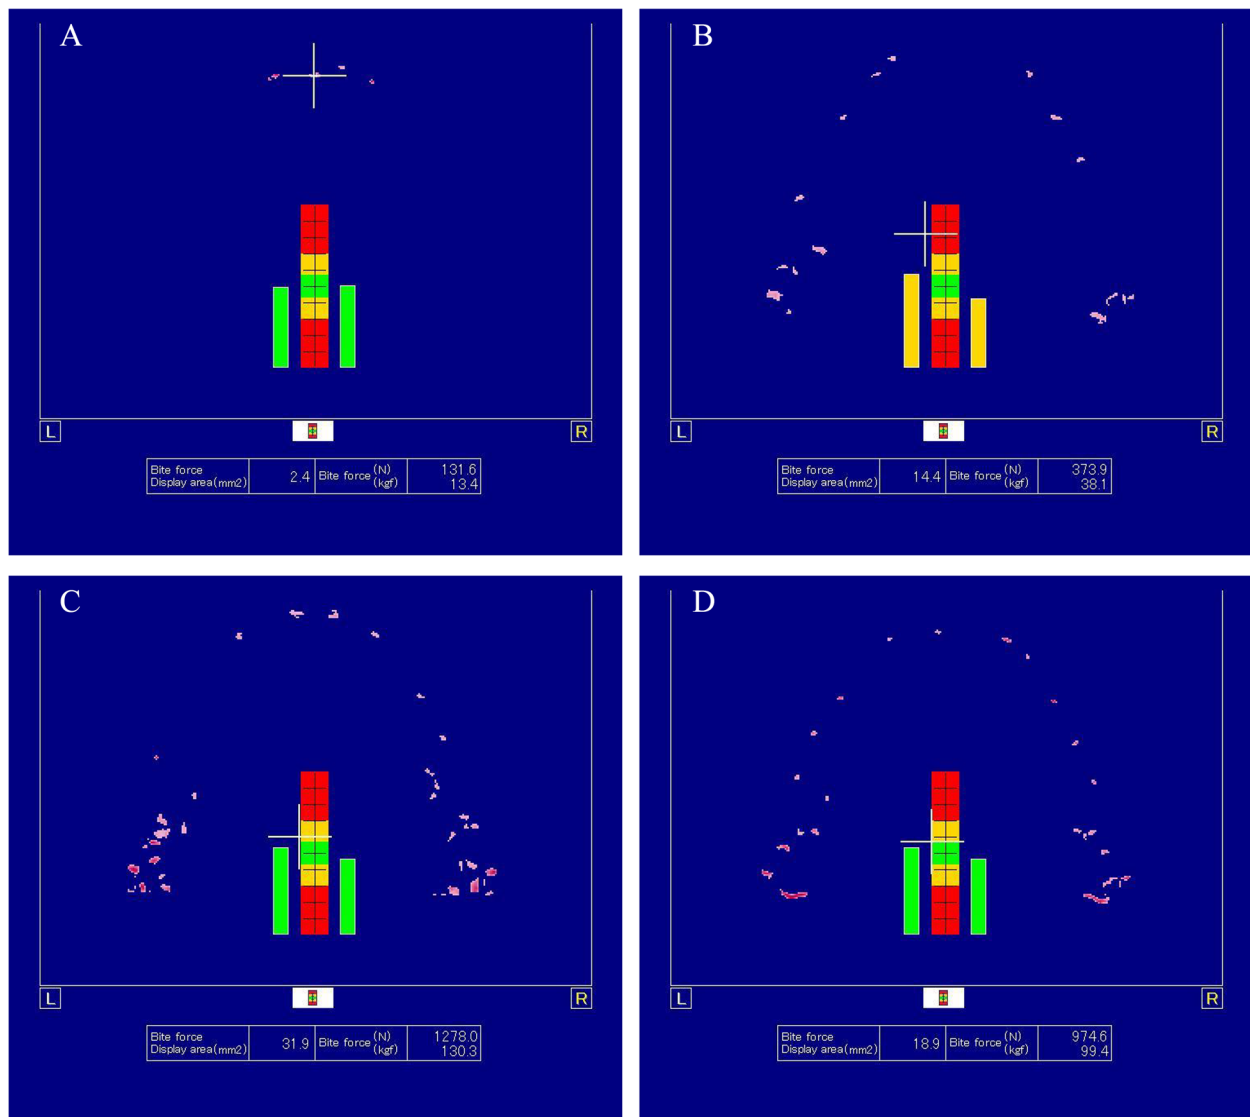 A
L R
Bite force
Display area(mm2) 2.4 Bite force (N) 131.6
(kgf) 13.4
B
L R
Bite force
Display area(mm2) 14.4 Bite force (N) 373.9
(kgf) 38.1
C
L R
Bite force
Display area(mm2) 31.9 Bite force (N) 1278.0
(kgf) 130.3
D
L R
Bite force
Display area(mm2) 18.9 Bite force (N) 974.6
(kgf) 99.4